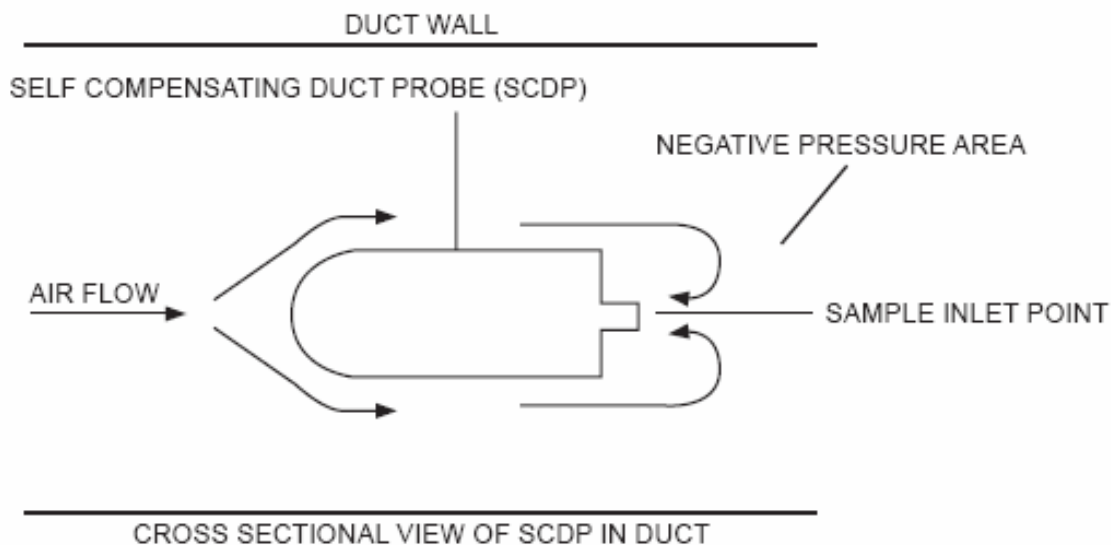 DUCT WALL
SELF COMPENSATING DUCT PROBE (SCDP)
NEGATIVE PRESSURE AREA
AIR FLOW
SAMPLE INLET POINT
CROSS SECTIONAL VIEW OF SCDP IN DUCT